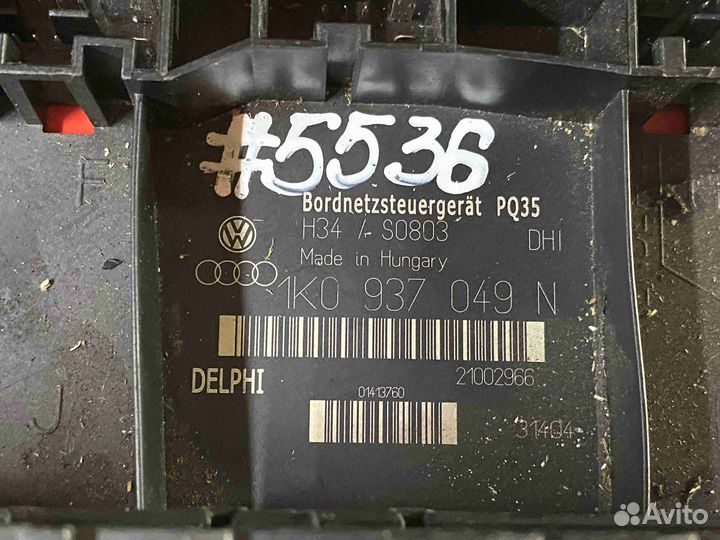 #5536
Bordnetzsteuergerät PQ35
H34 / S0803 DHI
Made in Hungary
1K0 937 049 N
DELPHI 21002966
01413760
31404
Avito